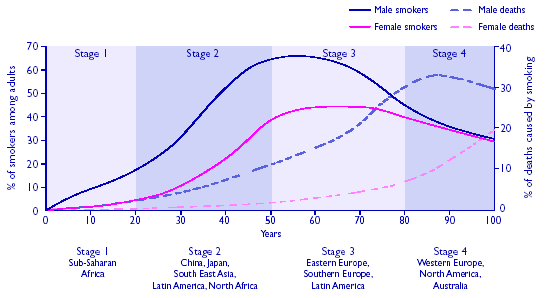 Male smokers Male deaths
Female smokers Female deaths
70 40
Stage 1 Stage 2 Stage 3 Stage 4
60
50 30
40
30 20
20
10 10
0 0
% of smokers among adults
% of deaths caused by smoking
0 10 20 30 40 50 60 70 80 90 100
Years
Stage 1 Stage 2 Stage 3 Stage 4
Sub-Saharan China, Japan, Eastern Europe, Western Europe,
Africa South East Asia, Southern Europe, North America,
Latin America, North Africa Latin America Australia